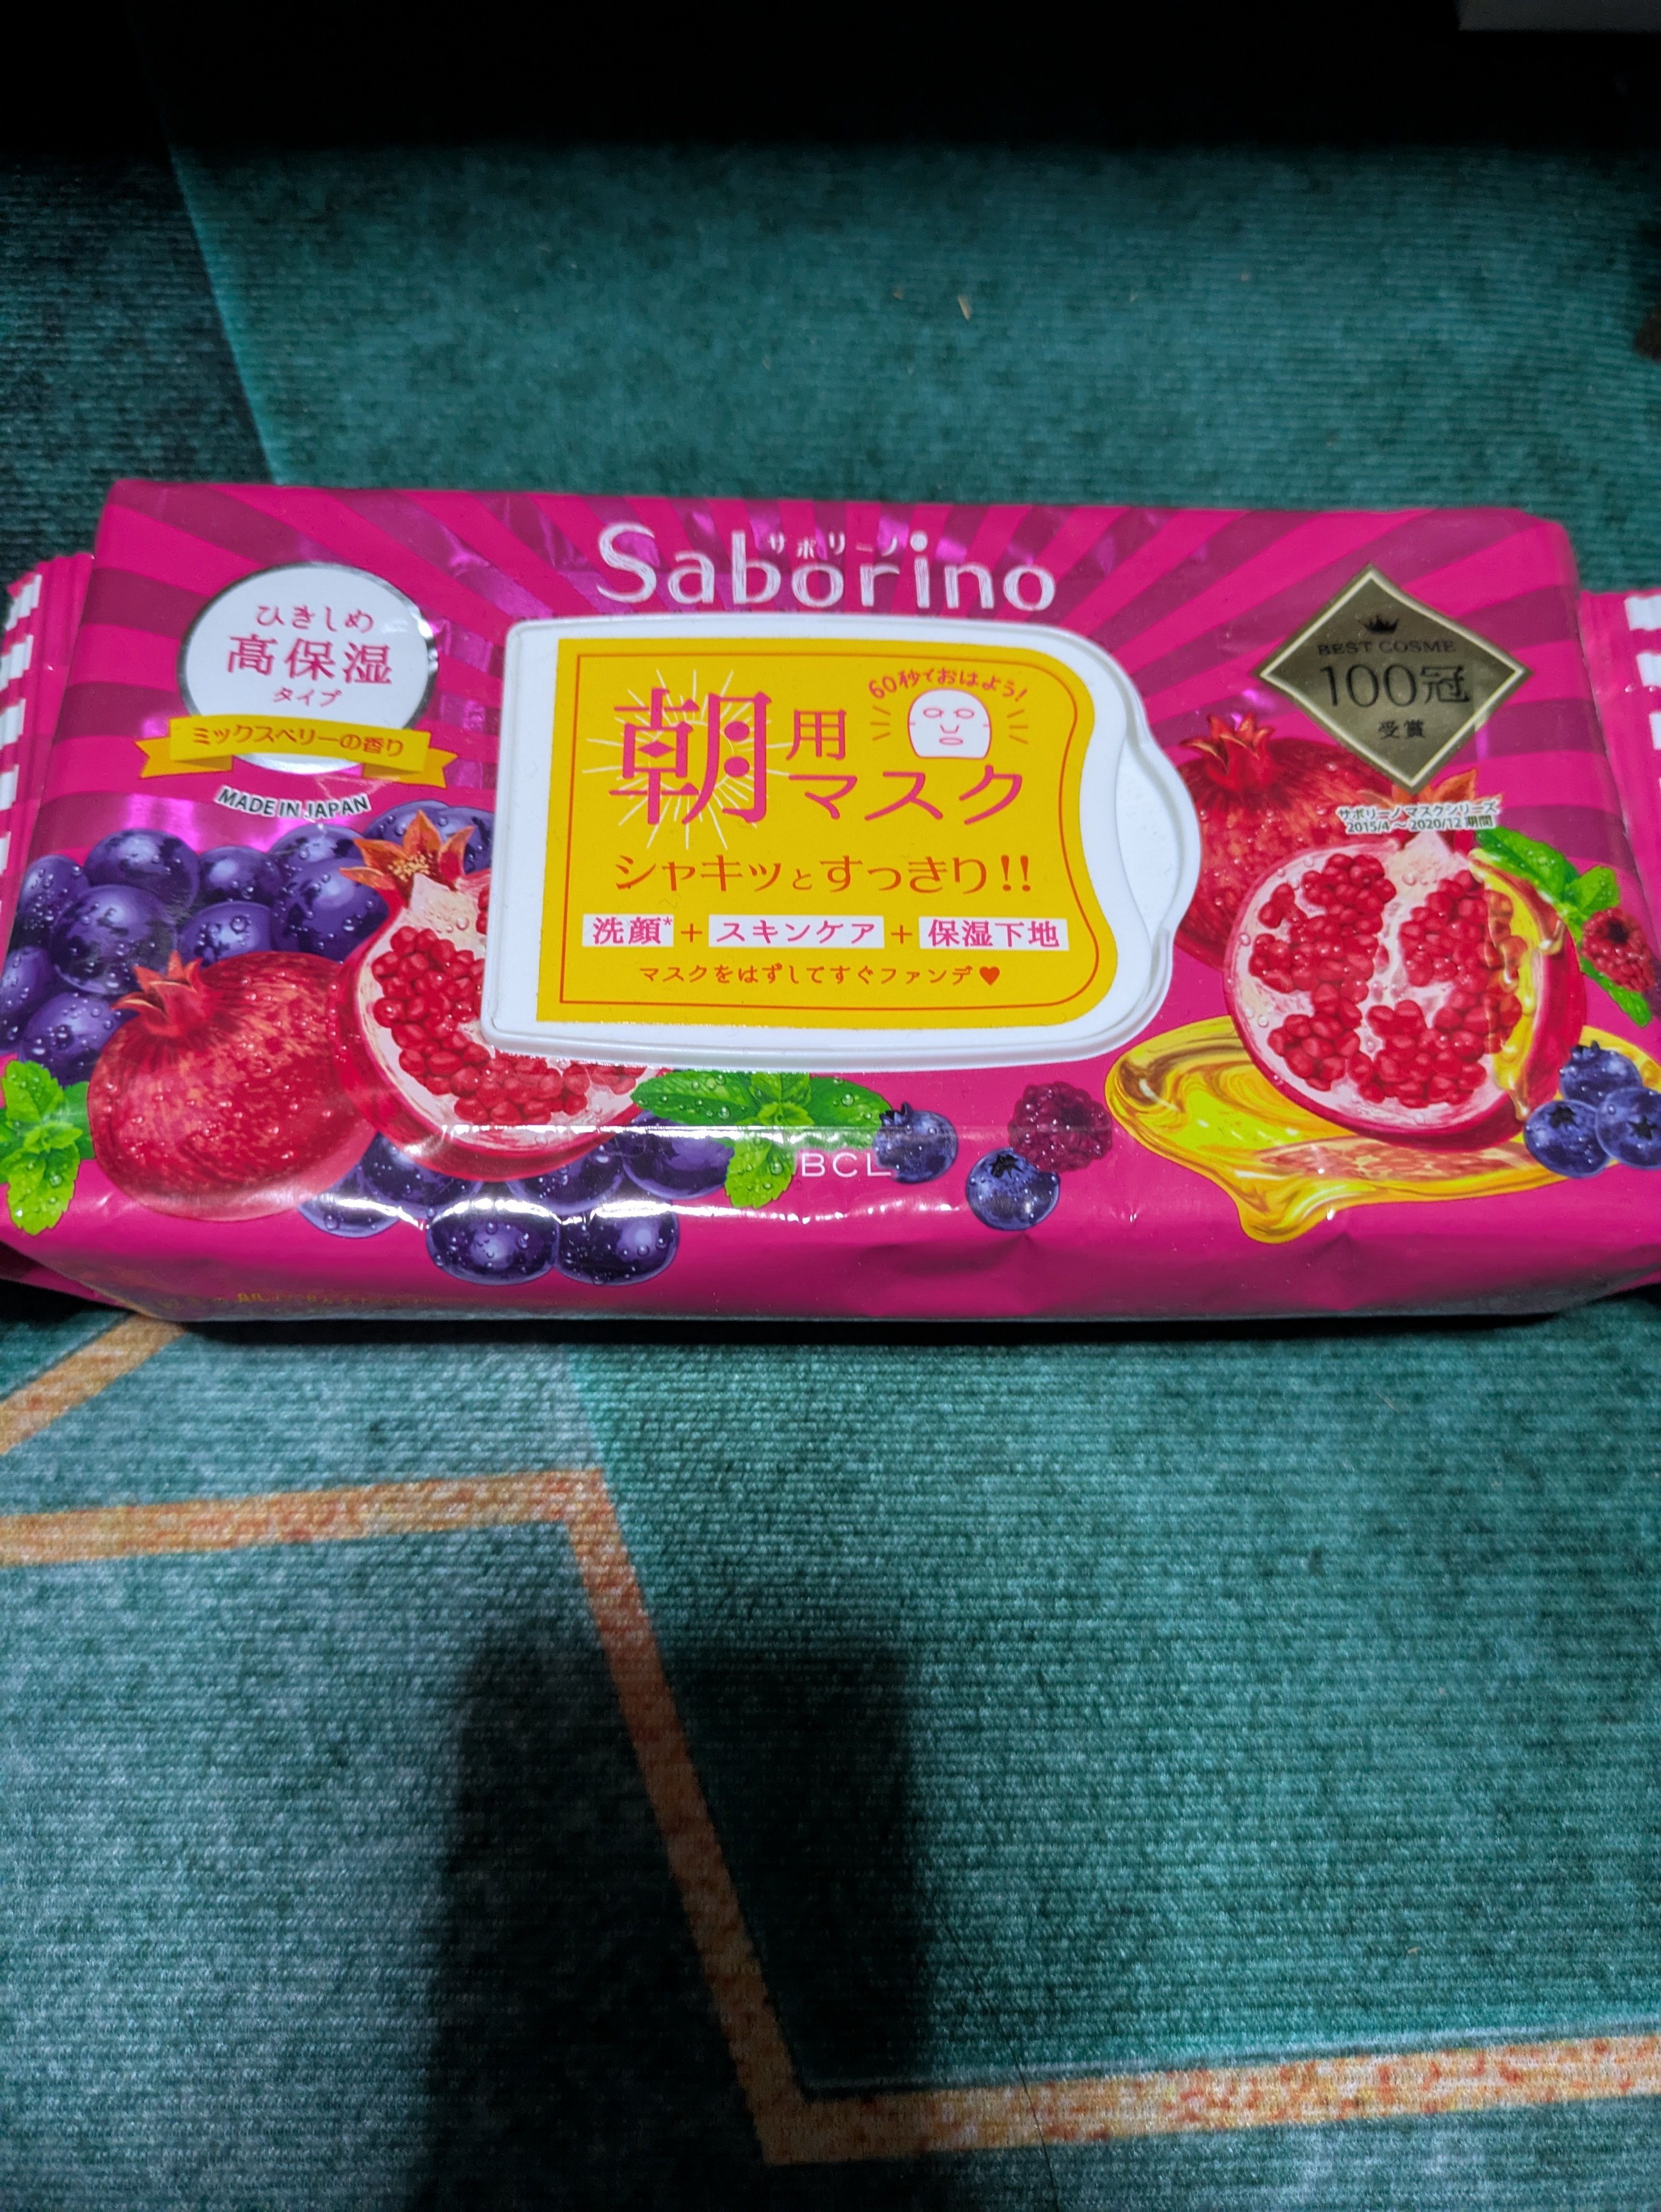 サボリーノ
Saborino
ひきしめ
高保湿
タイプ
ミックスベリーの香り
MADE IN JAPAN
60秒でおはよう!
朝用
マスク
シャキッとすっきり!!
洗顔*+スキンケア+保湿下地
マスクをはずしてすぐファンデ♥
BEST COSME
100冠
受賞
サボリーノ マスクシリーズ
2015/4 ~ 2020/12 期間
BCL